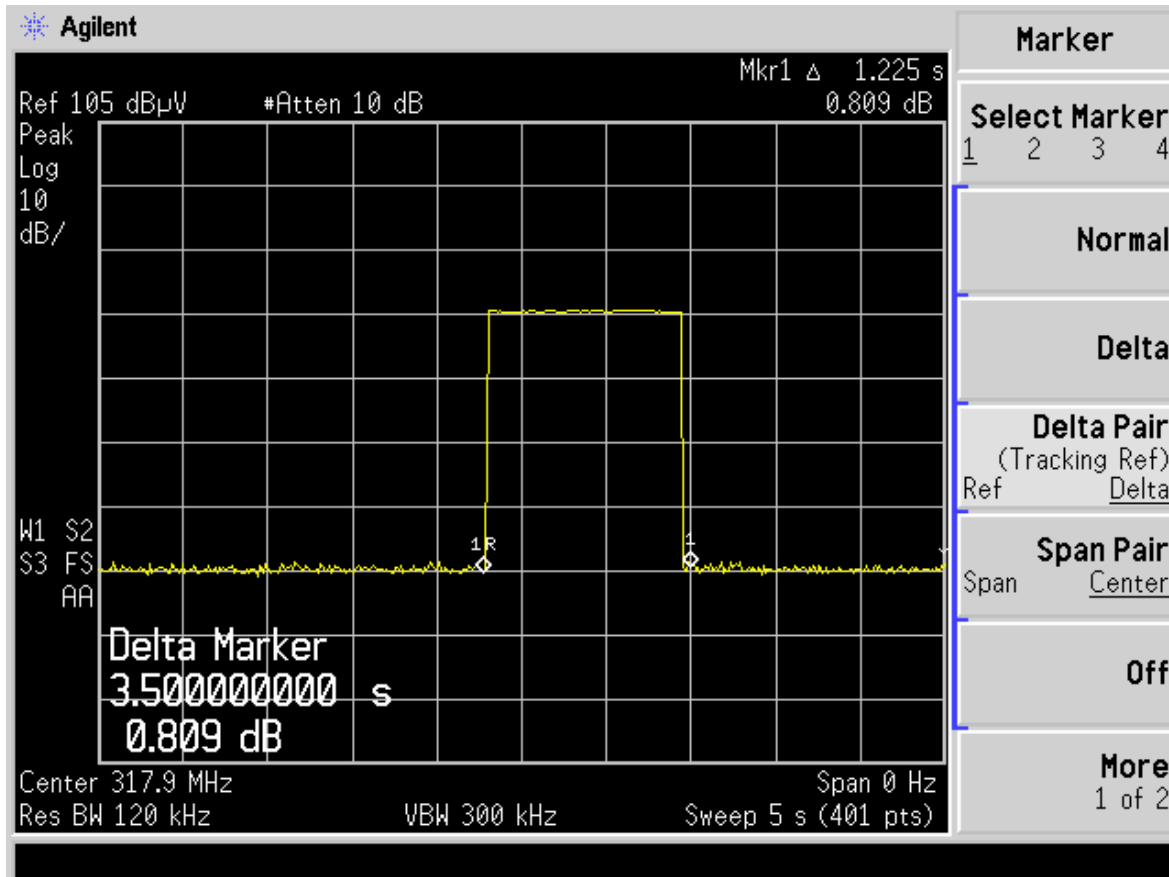 Agilent
Mkr1 Δ 1.225 s
Ref 105 dBµV #Atten 10 dB 0.809 dB
Peak
Log
10
dB/
W1 S2
S3 FS
AA
1R
1
Delta Marker
3.500000000 s
0.809 dB
Center 317.9 MHz Span 0 Hz
Res BW 120 kHz VBW 300 kHz Sweep 5 s (401 pts)
Marker
Select Marker
1 2 3 4
Normal
Delta
Delta Pair
(Tracking Ref)
Ref Delta
Span Pair
Span Center
Off
More
1 of 2